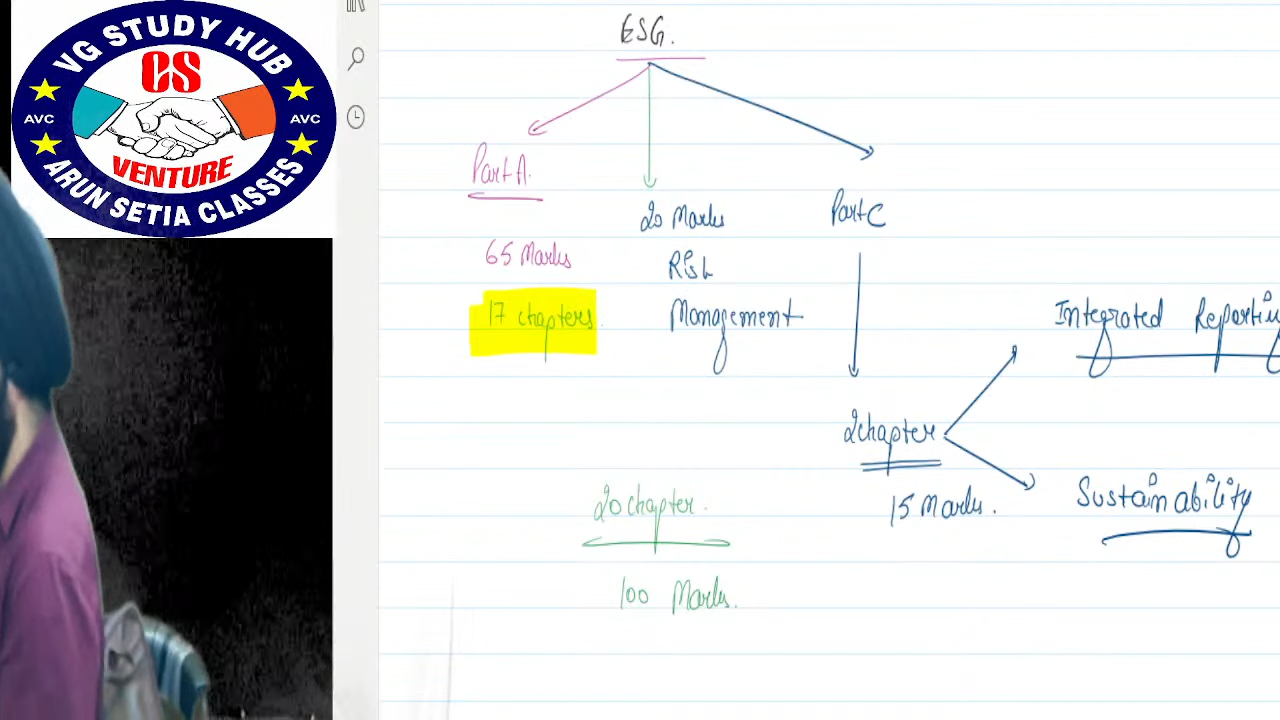 VG STUDY HUB
CS
AVC
AVC
VENTURE
ARUN SETIA CLASSES
ESG.
Part A.
65 Marks
17 chapters.
20 Marks
Risk
Management
Part C
2 chapter
15 Marks.
Integrated Reporting
Sustainability
20 chapter.
100 Marks.